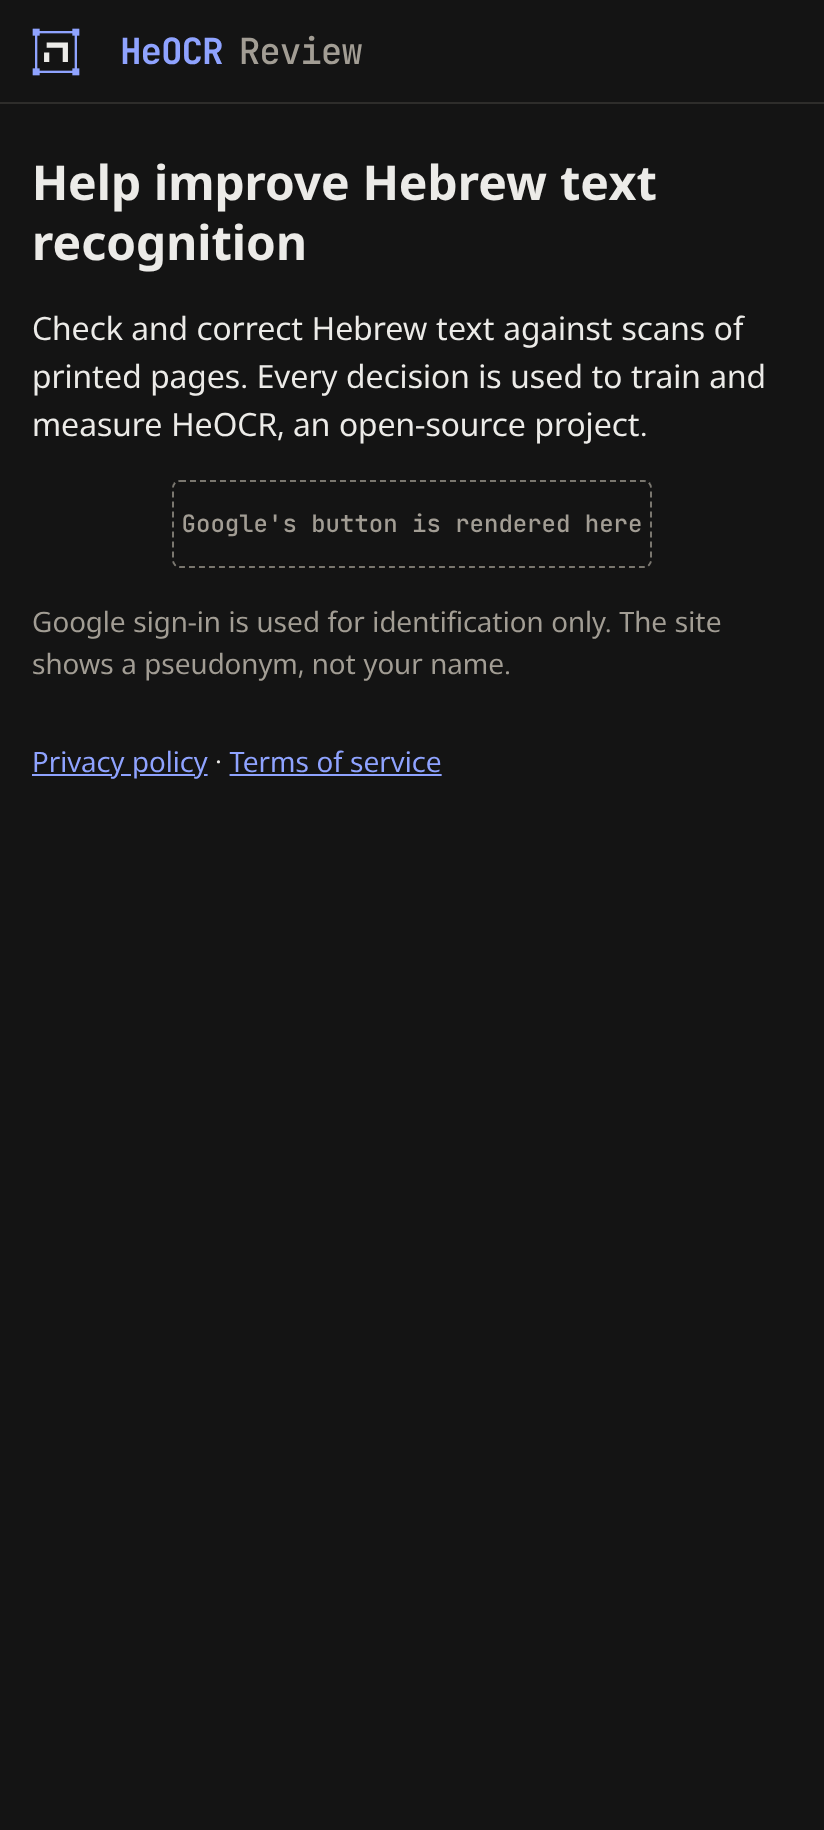 HeOCR Review
Help improve Hebrew text
recognition
Check and correct Hebrew text against scans of
printed pages. Every decision is used to train and
measure HeOCR, an open-source project.
Google's button is rendered here
Google sign-in is used for identification only. The site
shows a pseudonym, not your name.
Privacy policy · Terms of service